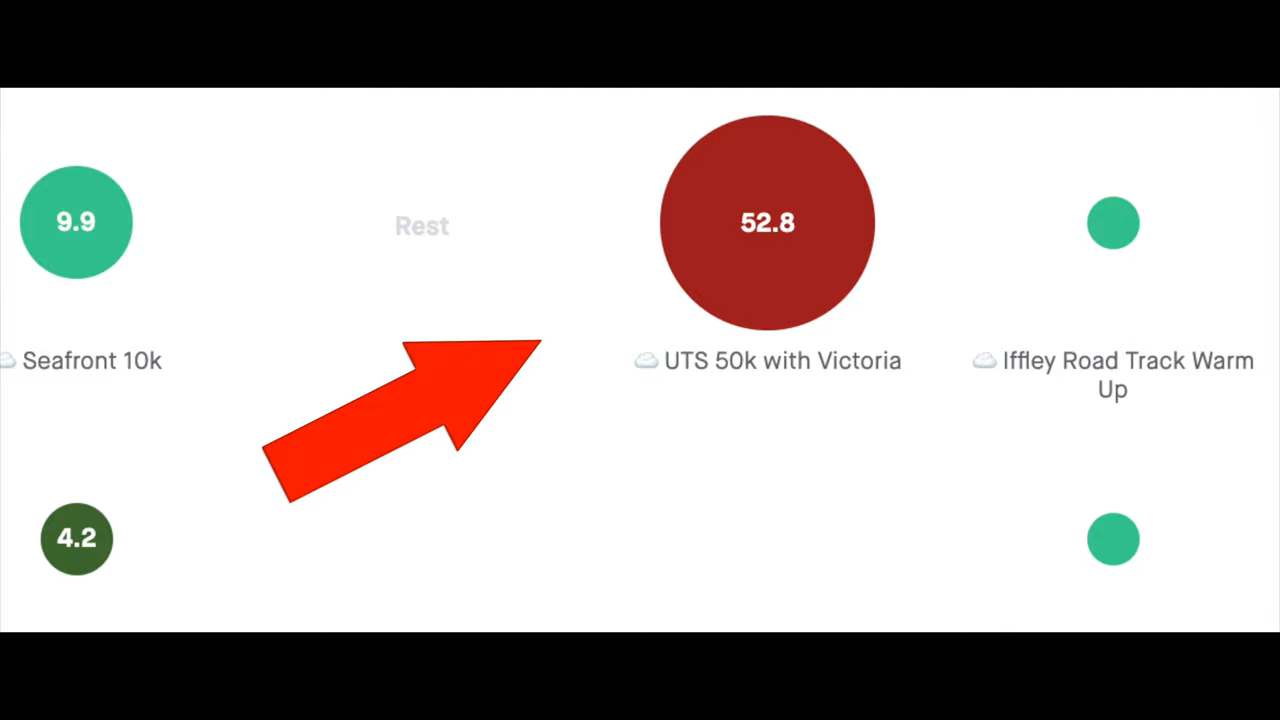 9.9
Rest
52.8
Seafront 10k
UTS 50k with Victoria
Iffley Road Track Warm
Up
4.2